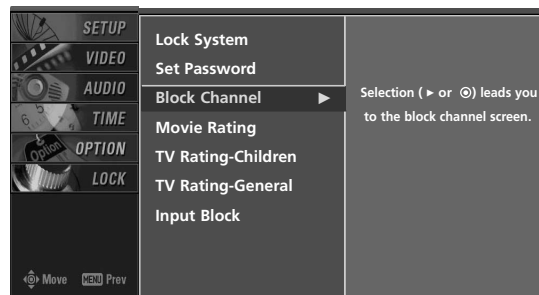 SETUP
VIDEO
AUDIO
TIME
OPTION
LOCK
Move MENU Prev
Lock System
Set Password
Block Channel ►
Movie Rating
TV Rating-Children
TV Rating-General
Input Block
Selection ( ► or ⊙) leads you
to the block channel screen.